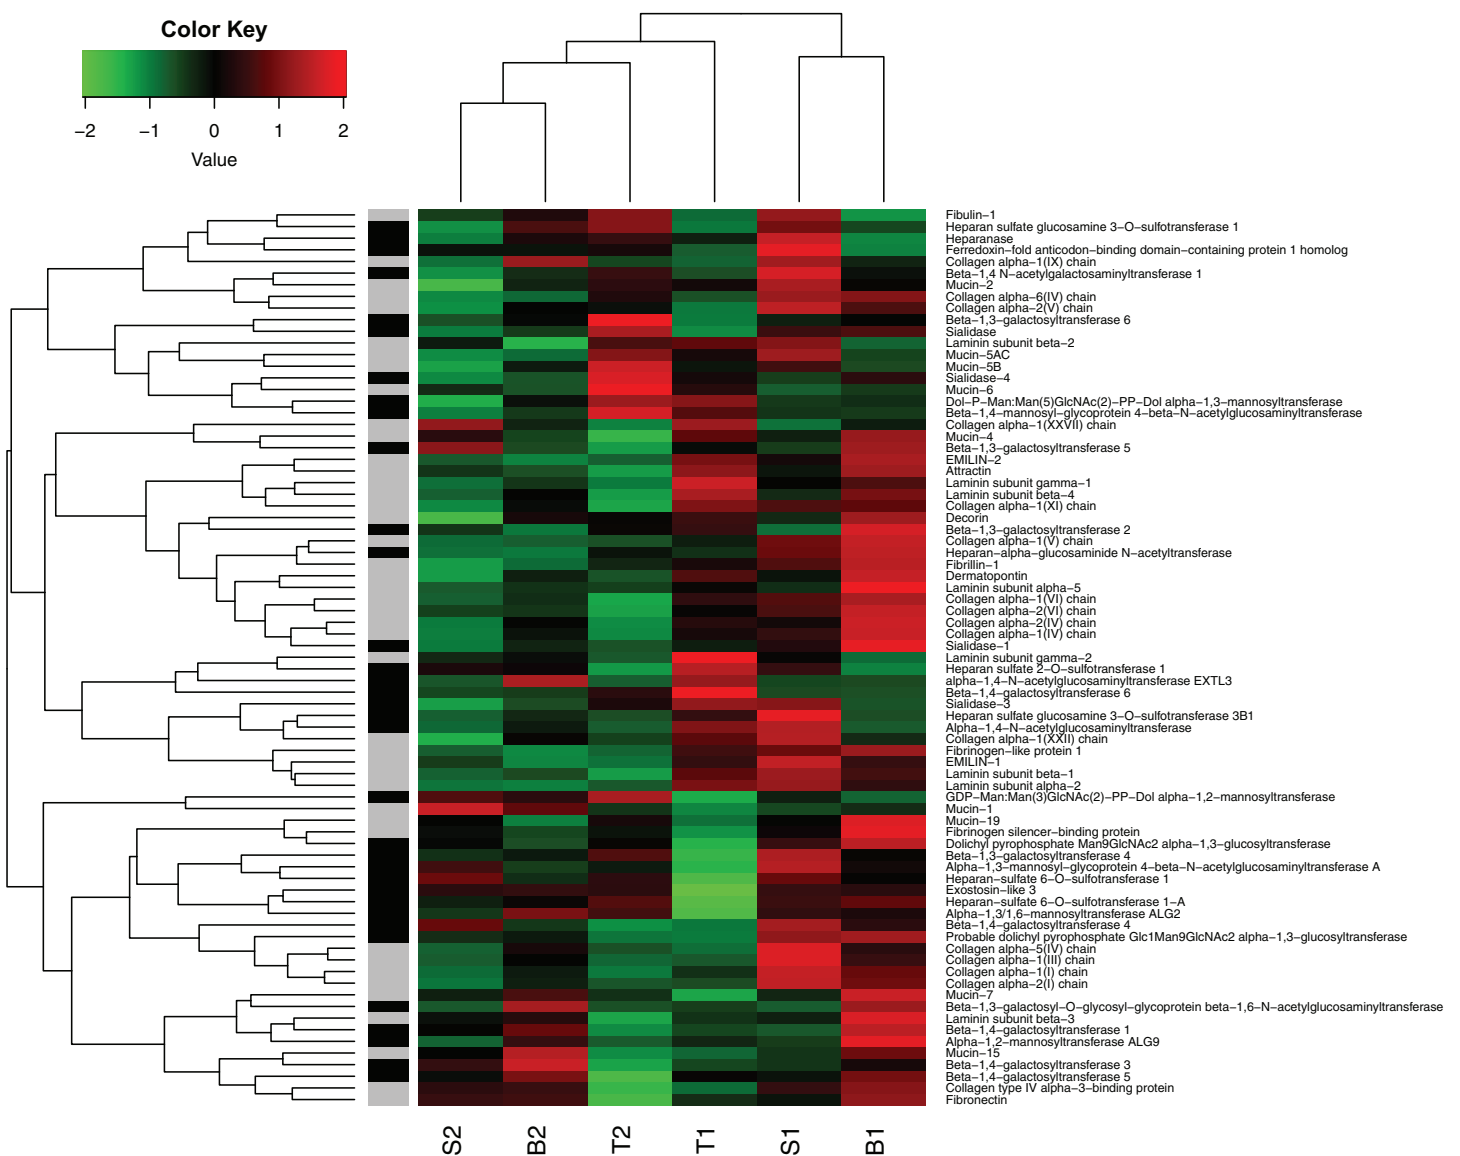 Color Key
−2 −1 0 1 2
Value
Fibulin−1
Heparan sulfate glucosamine 3−O−sulfotransferase 1
Heparanase
Ferredoxin−fold anticodon−binding domain−containing protein 1 homolog
Collagen alpha−1(IX) chain
Beta−1,4 N−acetylgalactosaminyltransferase 1
Mucin−2
Collagen alpha−6(IV) chain
Collagen alpha−2(V) chain
Beta−1,3−galactosyltransferase 6
Sialidase
Laminin subunit beta−2
Mucin−5AC
Mucin−5B
Sialidase−4
Mucin−6
Dol−P−Man:Man(5)GlcNAc(2)−PP−Dol alpha−1,3−mannosyltransferase
Beta−1,4−mannosyl−glycoprotein 4−beta−N−acetylglucosaminyltransferase
Collagen alpha−1(XXVII) chain
Mucin−4
Beta−1,3−galactosyltransferase 5
EMILIN−2
Attractin
Laminin subunit gamma−1
Laminin subunit beta−4
Collagen alpha−1(XI) chain
Decorin
Beta−1,3−galactosyltransferase 2
Collagen alpha−1(V) chain
Heparan−alpha−glucosaminide N−acetyltransferase
Fibrillin−1
Dermatopontin
Laminin subunit alpha−5
Collagen alpha−1(VI) chain
Collagen alpha−2(VI) chain
Collagen alpha−2(IV) chain
Collagen alpha−1(IV) chain
Sialidase−1
Laminin subunit gamma−2
Heparan sulfate 2−O−sulfotransferase 1
alpha−1,4−N−acetylglucosaminyltransferase EXTL3
Beta−1,4−galactosyltransferase 6
Sialidase−3
Heparan sulfate glucosamine 3−O−sulfotransferase 3B1
Alpha−1,4−N−acetylglucosaminyltransferase
Collagen alpha−1(XXII) chain
Fibrinogen−like protein 1
EMILIN−1
Laminin subunit beta−1
Laminin subunit alpha−2
GDP−Man:Man(3)GlcNAc(2)−PP−Dol alpha−1,2−mannosyltransferase
Mucin−1
Mucin−19
Fibrinogen silencer−binding protein
Dolichyl pyrophosphate Man9GlcNAc2 alpha−1,3−glucosyltransferase
Beta−1,3−galactosyltransferase 4
Alpha−1,3−mannosyl−glycoprotein 4−beta−N−acetylglucosaminyltransferase A
Heparan−sulfate 6−O−sulfotransferase 1
Exostosin−like 3
Heparan−sulfate 6−O−sulfotransferase 1−A
Alpha−1,3/1,6−mannosyltransferase ALG2
Beta−1,4−galactosyltransferase 4
Probable dolichyl pyrophosphate Glc1Man9GlcNAc2 alpha−1,3−glucosyltransferase
Collagen alpha−5(IV) chain
Collagen alpha−1(III) chain
Collagen alpha−1(I) chain
Collagen alpha−2(I) chain
Mucin−7
Beta−1,3−galactosyl−O−glycosyl−glycoprotein beta−1,6−N−acetylglucosaminyltransferase
Laminin subunit beta−3
Beta−1,4−galactosyltransferase 1
Alpha−1,2−mannosyltransferase ALG9
Mucin−15
Beta−1,4−galactosyltransferase 3
Beta−1,4−galactosyltransferase 5
Collagen type IV alpha−3−binding protein
Fibronectin
S2 B2 T2 T1 S1 B1